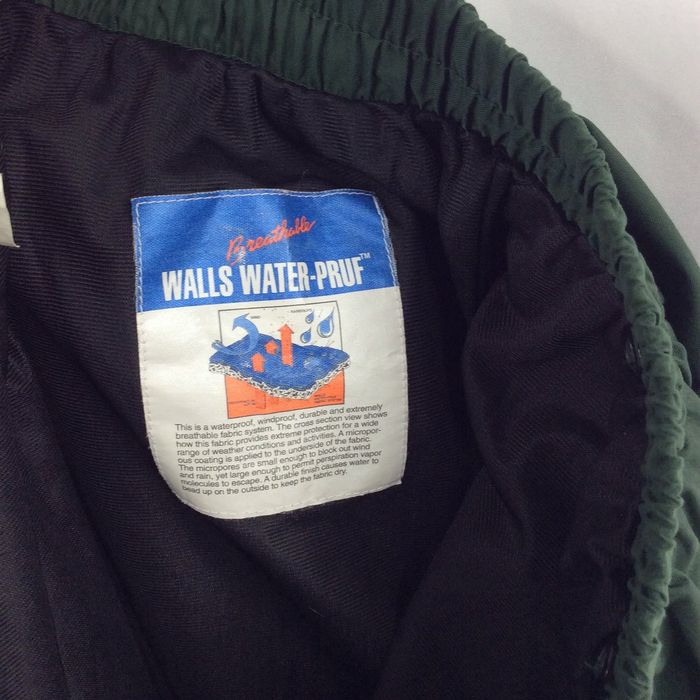 Breathable
WALLS WATER-PRUF™
WIND
RAINDROPS
This is a waterproof, windproof, durable and extremely
breathable fabric system. The cross section view shows
how this fabric provides extreme protection for a wide
range of weather conditions and activities. A micropor-
ous coating is applied to the underside of the fabric.
The micropores are small enough to block out wind
and rain, yet large enough to permit perspiration vapor
molecules to escape. A durable finish causes water to
bead up on the outside to keep the fabric dry.